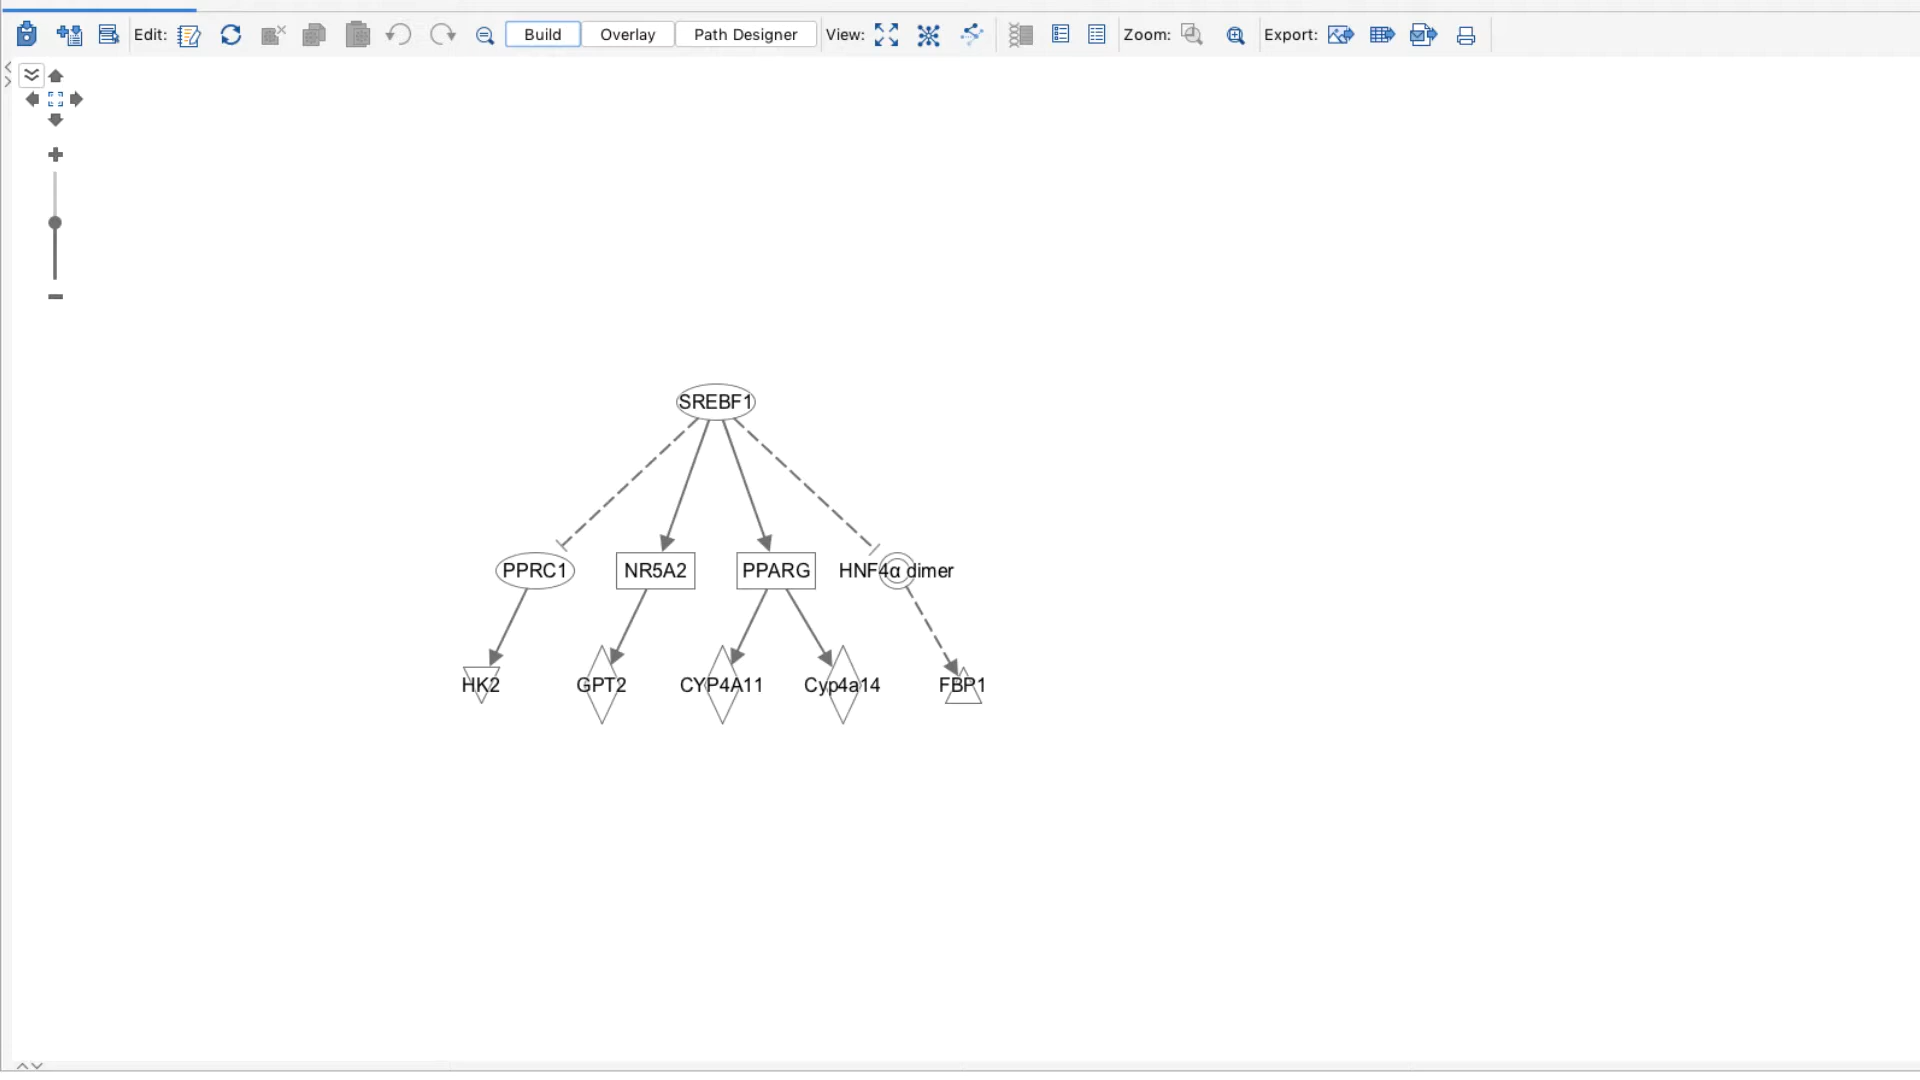 Edit: Build Overlay Path Designer View: Zoom: Export:
SREBF1
PPRC1 NR5A2 PPARG HNF4α dimer
HK2 GPT2 CYP4A11 Cyp4a14 FBP1